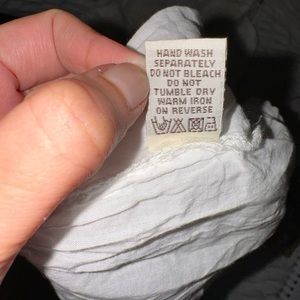 HAND WASH
SEPARATELY
DO NOT BLEACH
DO NOT
TUMBLE DRY
WARM IRON
ON REVERSE